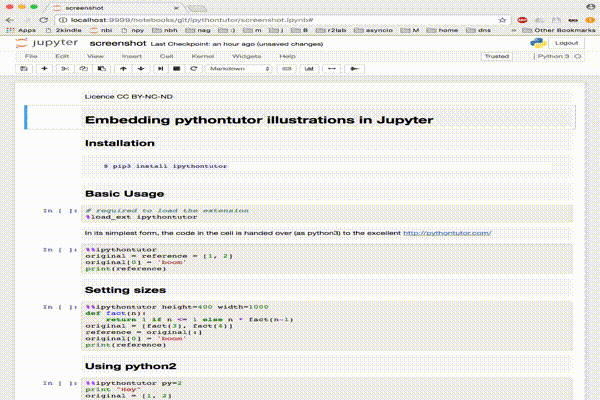 screenshot
localhost:9999/notebooks/git/ipythontutor/screenshot.ipynb#
Apps 2kindle nbi npy nbh nag :) m j B r2lab asyncio M home dns » Other Bookmarks
jupyter screenshot Last Checkpoint: an hour ago (unsaved changes) Logout
File Edit View Insert Cell Kernel Widgets Help Trusted Python 3
Markdown
Licence CC BY-NC-ND
Embedding pythontutor illustrations in Jupyter
Installation
$ pip3 install ipythontutor
Basic Usage
In [ ]: # required to load the extension
%load_ext ipythontutor
In its simplest form, the code in the cell is handed over (as python3) to the excellent http://pythontutor.com/
In [ ]: %%ipythontutor
original = reference = [1, 2]
original[0] = 'boom'
print(reference)
Setting sizes
In [ ]: %%ipythontutor height=400 width=1000
def fact(n):
return 1 if n <= 1 else n * fact(n-1)
original = [fact(3), fact(4)]
reference = original[:]
original[0] = 'boom'
print(reference)
Using python2
In [ ]: %%ipythontutor py=2
print "Hey"
original = [1, 2]